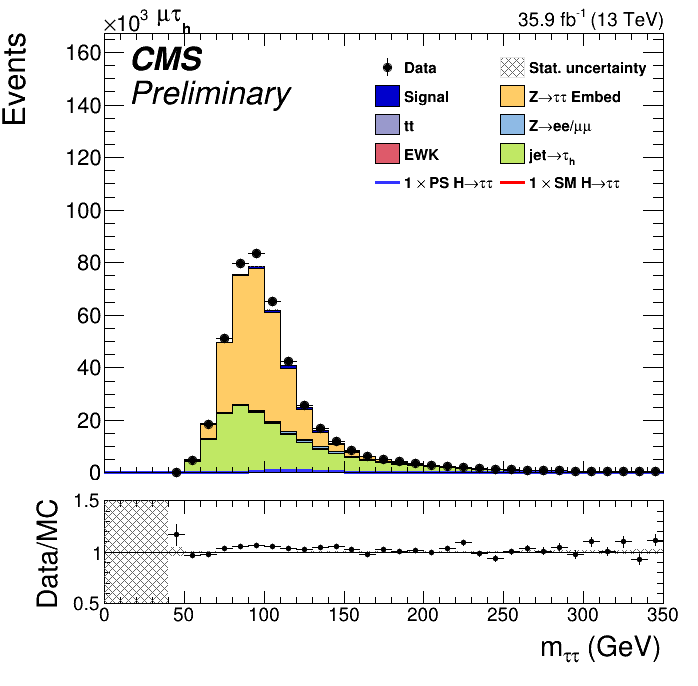 ×10³ μτh 35.9 fb⁻¹ (13 TeV)
CMS
Preliminary
Events
160
140
120
100
80
60
40
20
0
Data
Stat. uncertainty
Signal
Z→ττ Embed
tt
Z→ee/μμ
EWK
jet→τh
1 × PS H→ττ
1 × SM H→ττ
Data/MC
1.5
1
0.5
0 50 100 150 200 250 300 350
mττ (GeV)